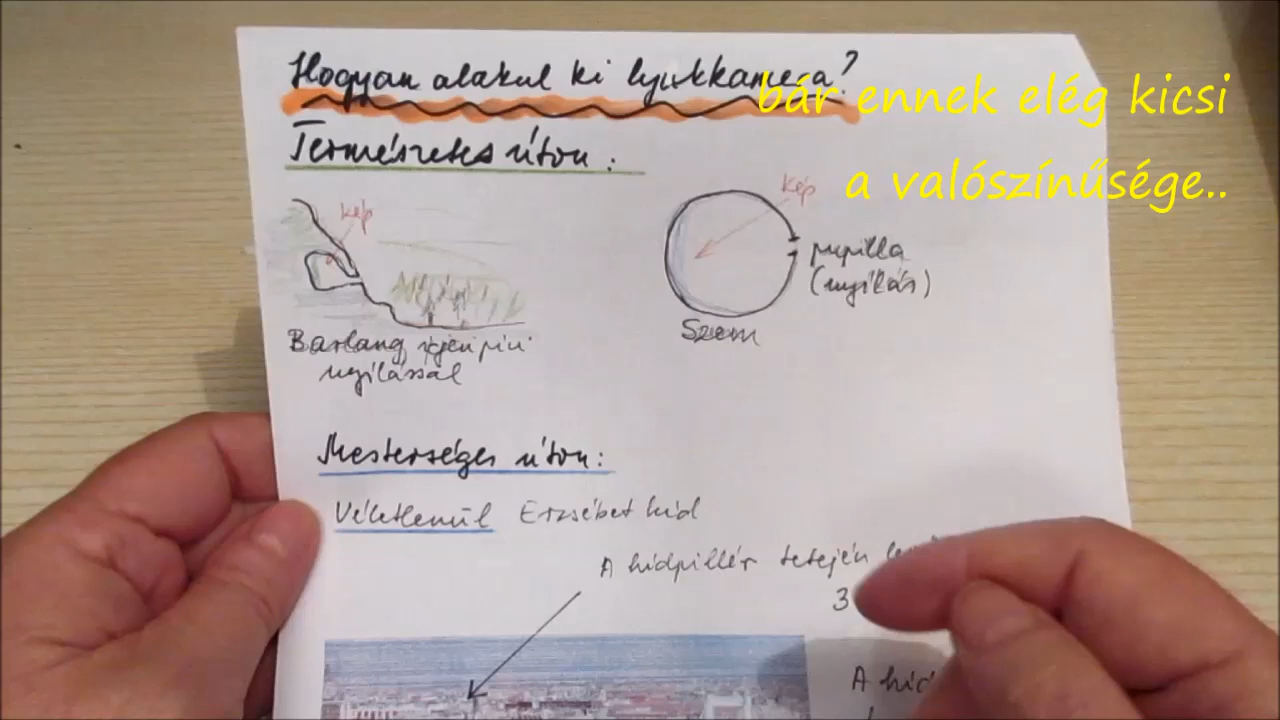 Hogyan alakul ki lyukkamera?
bár ennek elég kicsi
a valószínűsége..
Természetes úton:
kép
kép
pupilla
(nyílás)
Barlang icipici
nyílással
Szem
Mesterséges úton:
Véletlenül Erzsébet híd
A hídpillér tetején
3
A híd